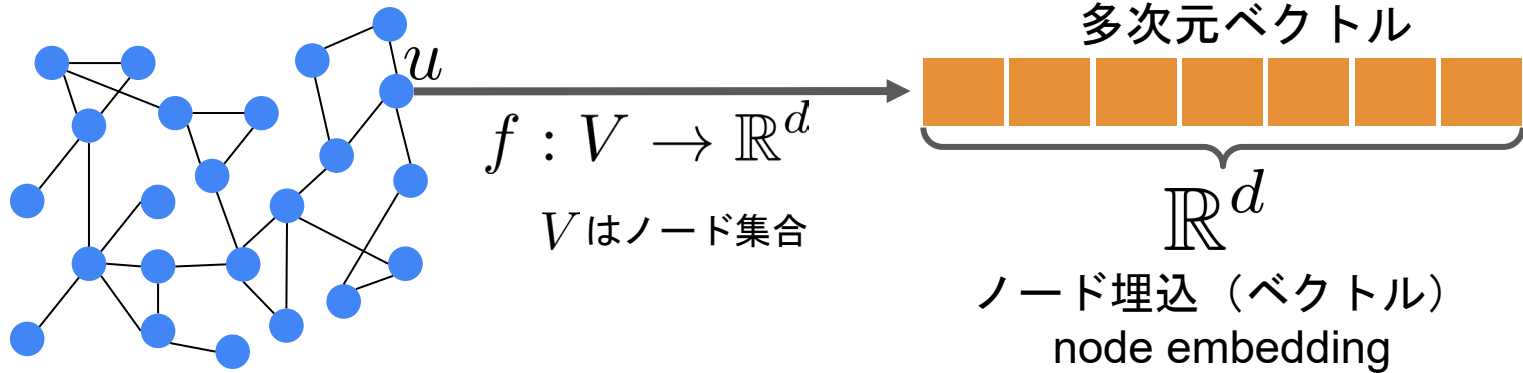 u
f : V → ℝ^d
Vはノード集合
多次元ベクトル
ℝ^d
ノード埋込（ベクトル）
node embedding